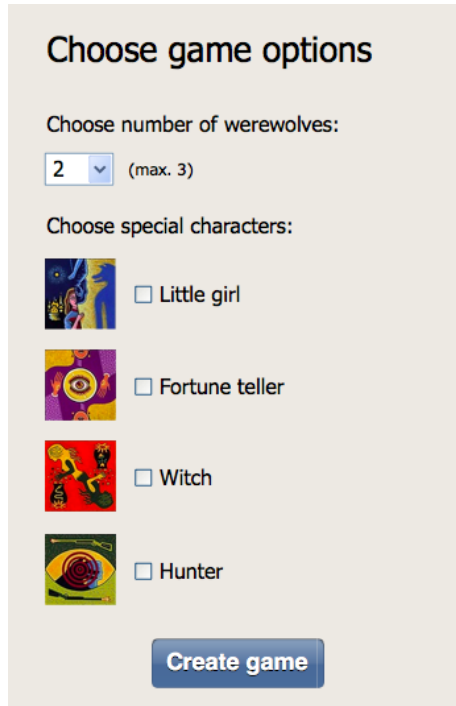 Choose game options
Choose number of werewolves:
2 (max. 3)
Choose special characters:
Little girl
Fortune teller
Witch
Hunter
Create game